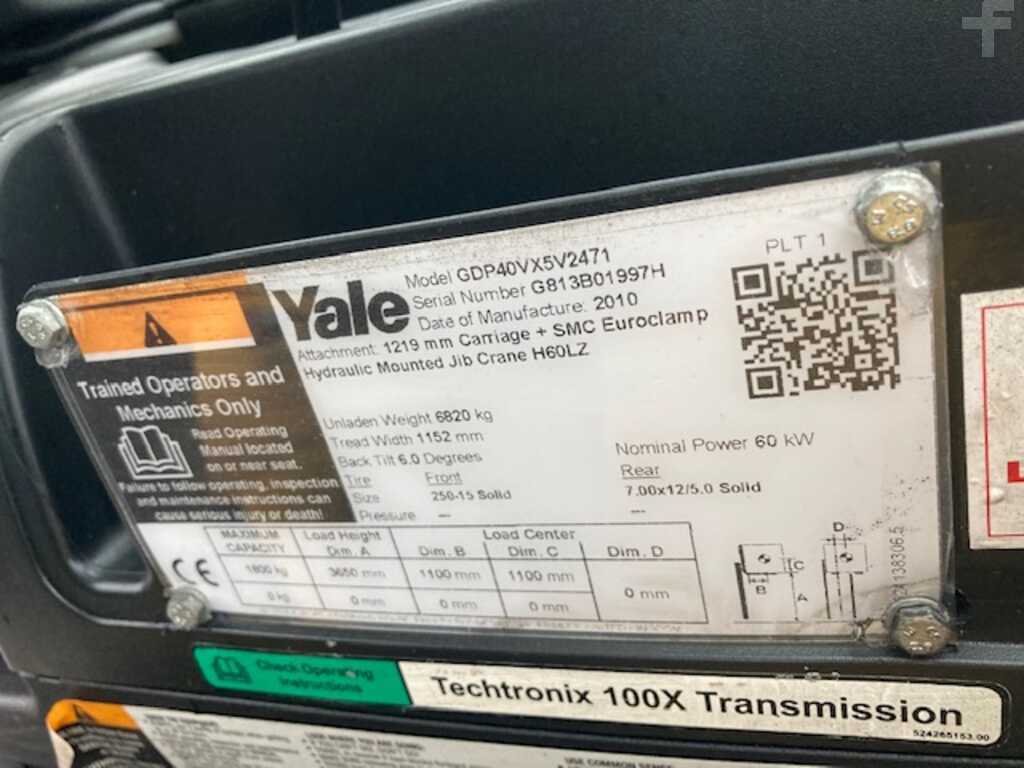 f
PLT 1
Yale
Model GDP40VX5V2471
Serial Number G813B01997H
Date of Manufacture: 2010
Attachment: 1219 mm Carriage + SMC Euroclamp
Hydraulic Mounted Jib Crane H60LZ
Trained Operators and
Mechanics Only
Read Operating
Manual located
on or near seat.
Failure to follow operating, inspection
and maintenance instructions can
cause serious injury or death!
Unladen Weight 6820 kg
Tread Width 1152 mm
Back Tilt 6.0 Degrees
Nominal Power 60 kW
Tire Front Rear
Size 250-15 Solid 7.00x12/5.0 Solid
Pressure --- ---
MAXIMUM CAPACITY Load Height Dim. A Load Center
Dim. B Dim. C Dim. D
1800 kg 3650 mm 1100 mm 1100 mm 0 mm
0 kg 0 mm 0 mm 0 mm
CE
D
C
B
A
24138306.5
Check Operating
Instructions
Techtronix 100X Transmission
524265153.00